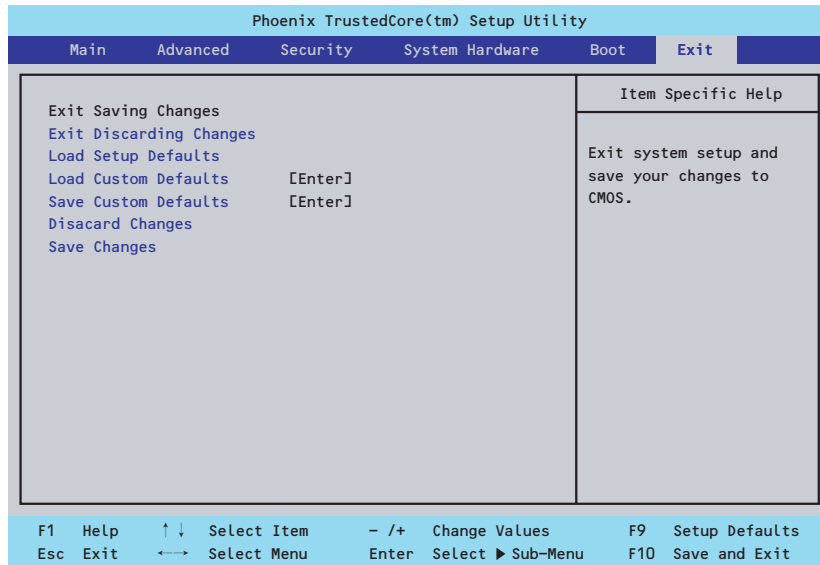 Phoenix TrustedCore(tm) Setup Utility
Main Advanced Security System Hardware Boot Exit
Exit Saving Changes
Exit Discarding Changes
Load Setup Defaults
Load Custom Defaults [Enter]
Save Custom Defaults [Enter]
Disacard Changes
Save Changes
Item Specific Help
Exit system setup and
save your changes to
CMOS.
F1 Help ↑↓ Select Item – /+ Change Values F9 Setup Defaults
Esc Exit ←→ Select Menu Enter Select ▶ Sub–Menu F10 Save and Exit